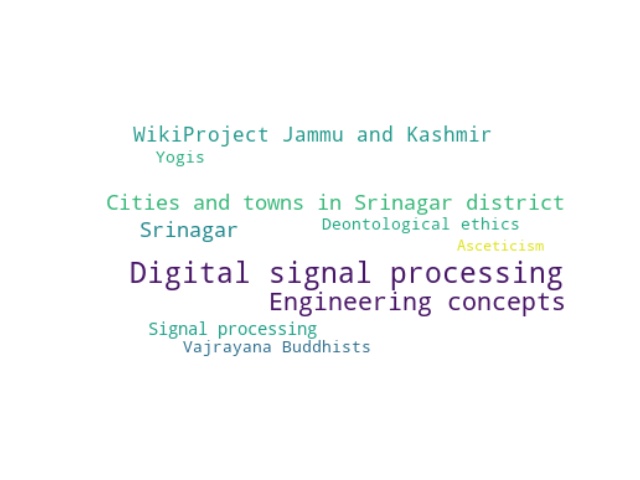 WikiProject Jammu and Kashmir
Yogis
Cities and towns in Srinagar district
Srinagar
Deontological ethics
Asceticism
Digital signal processing
Engineering concepts
Signal processing
Vajrayana Buddhists